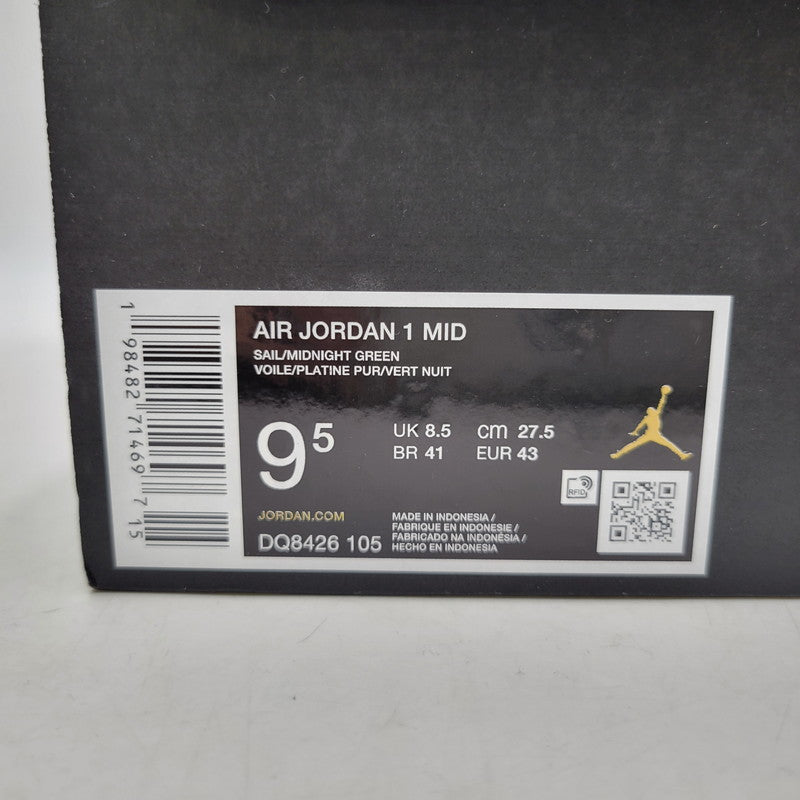 AIR JORDAN 1 MID
SAIL/MIDNIGHT GREEN
VOILE/PLATINE PUR/VERT NUIT
9⁵
UK 8.5 cm 27.5
BR 41 EUR 43
JORDAN.COM
DQ8426 105
MADE IN INDONESIA /
FABRIQUE EN INDONESIE /
FABRICADO NA INDONÉSIA /
HECHO EN INDONESIA
RFID
1 98482 71469 7 15